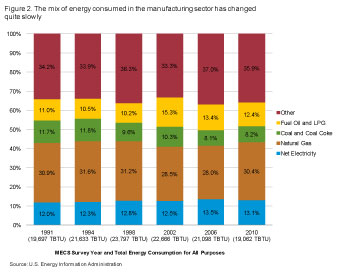 Figure 2. The mix of energy consumed in the manufacturing sector has changed
quite slowly
100%
90%
80%
70%
60%
50%
40%
30%
20%
10%
0%
34.2% 33.9% 36.3% 33.3% 37.0% 35.9%
11.0% 10.5% 10.2% 15.3% 13.4% 12.4%
11.7% 11.8% 9.6% 10.3% 8.1% 8.2%
30.9% 31.6% 31.2% 28.5% 28.0% 30.4%
12.0% 12.3% 12.8% 12.5% 13.5% 13.1%
Other
Fuel Oil and LPG
Coal and Coal Coke
Natural Gas
Net Electricity
1991 1994 1998 2002 2006 2010
(19,697 TBTU) (21,633 TBTU) (23,797 TBTU) (22,666 TBTU) (21,098 TBTU) (19,062 TBTU)
MECS Survey Year and Total Energy Consumption for All Purposes
Source: U.S. Energy Information Administration